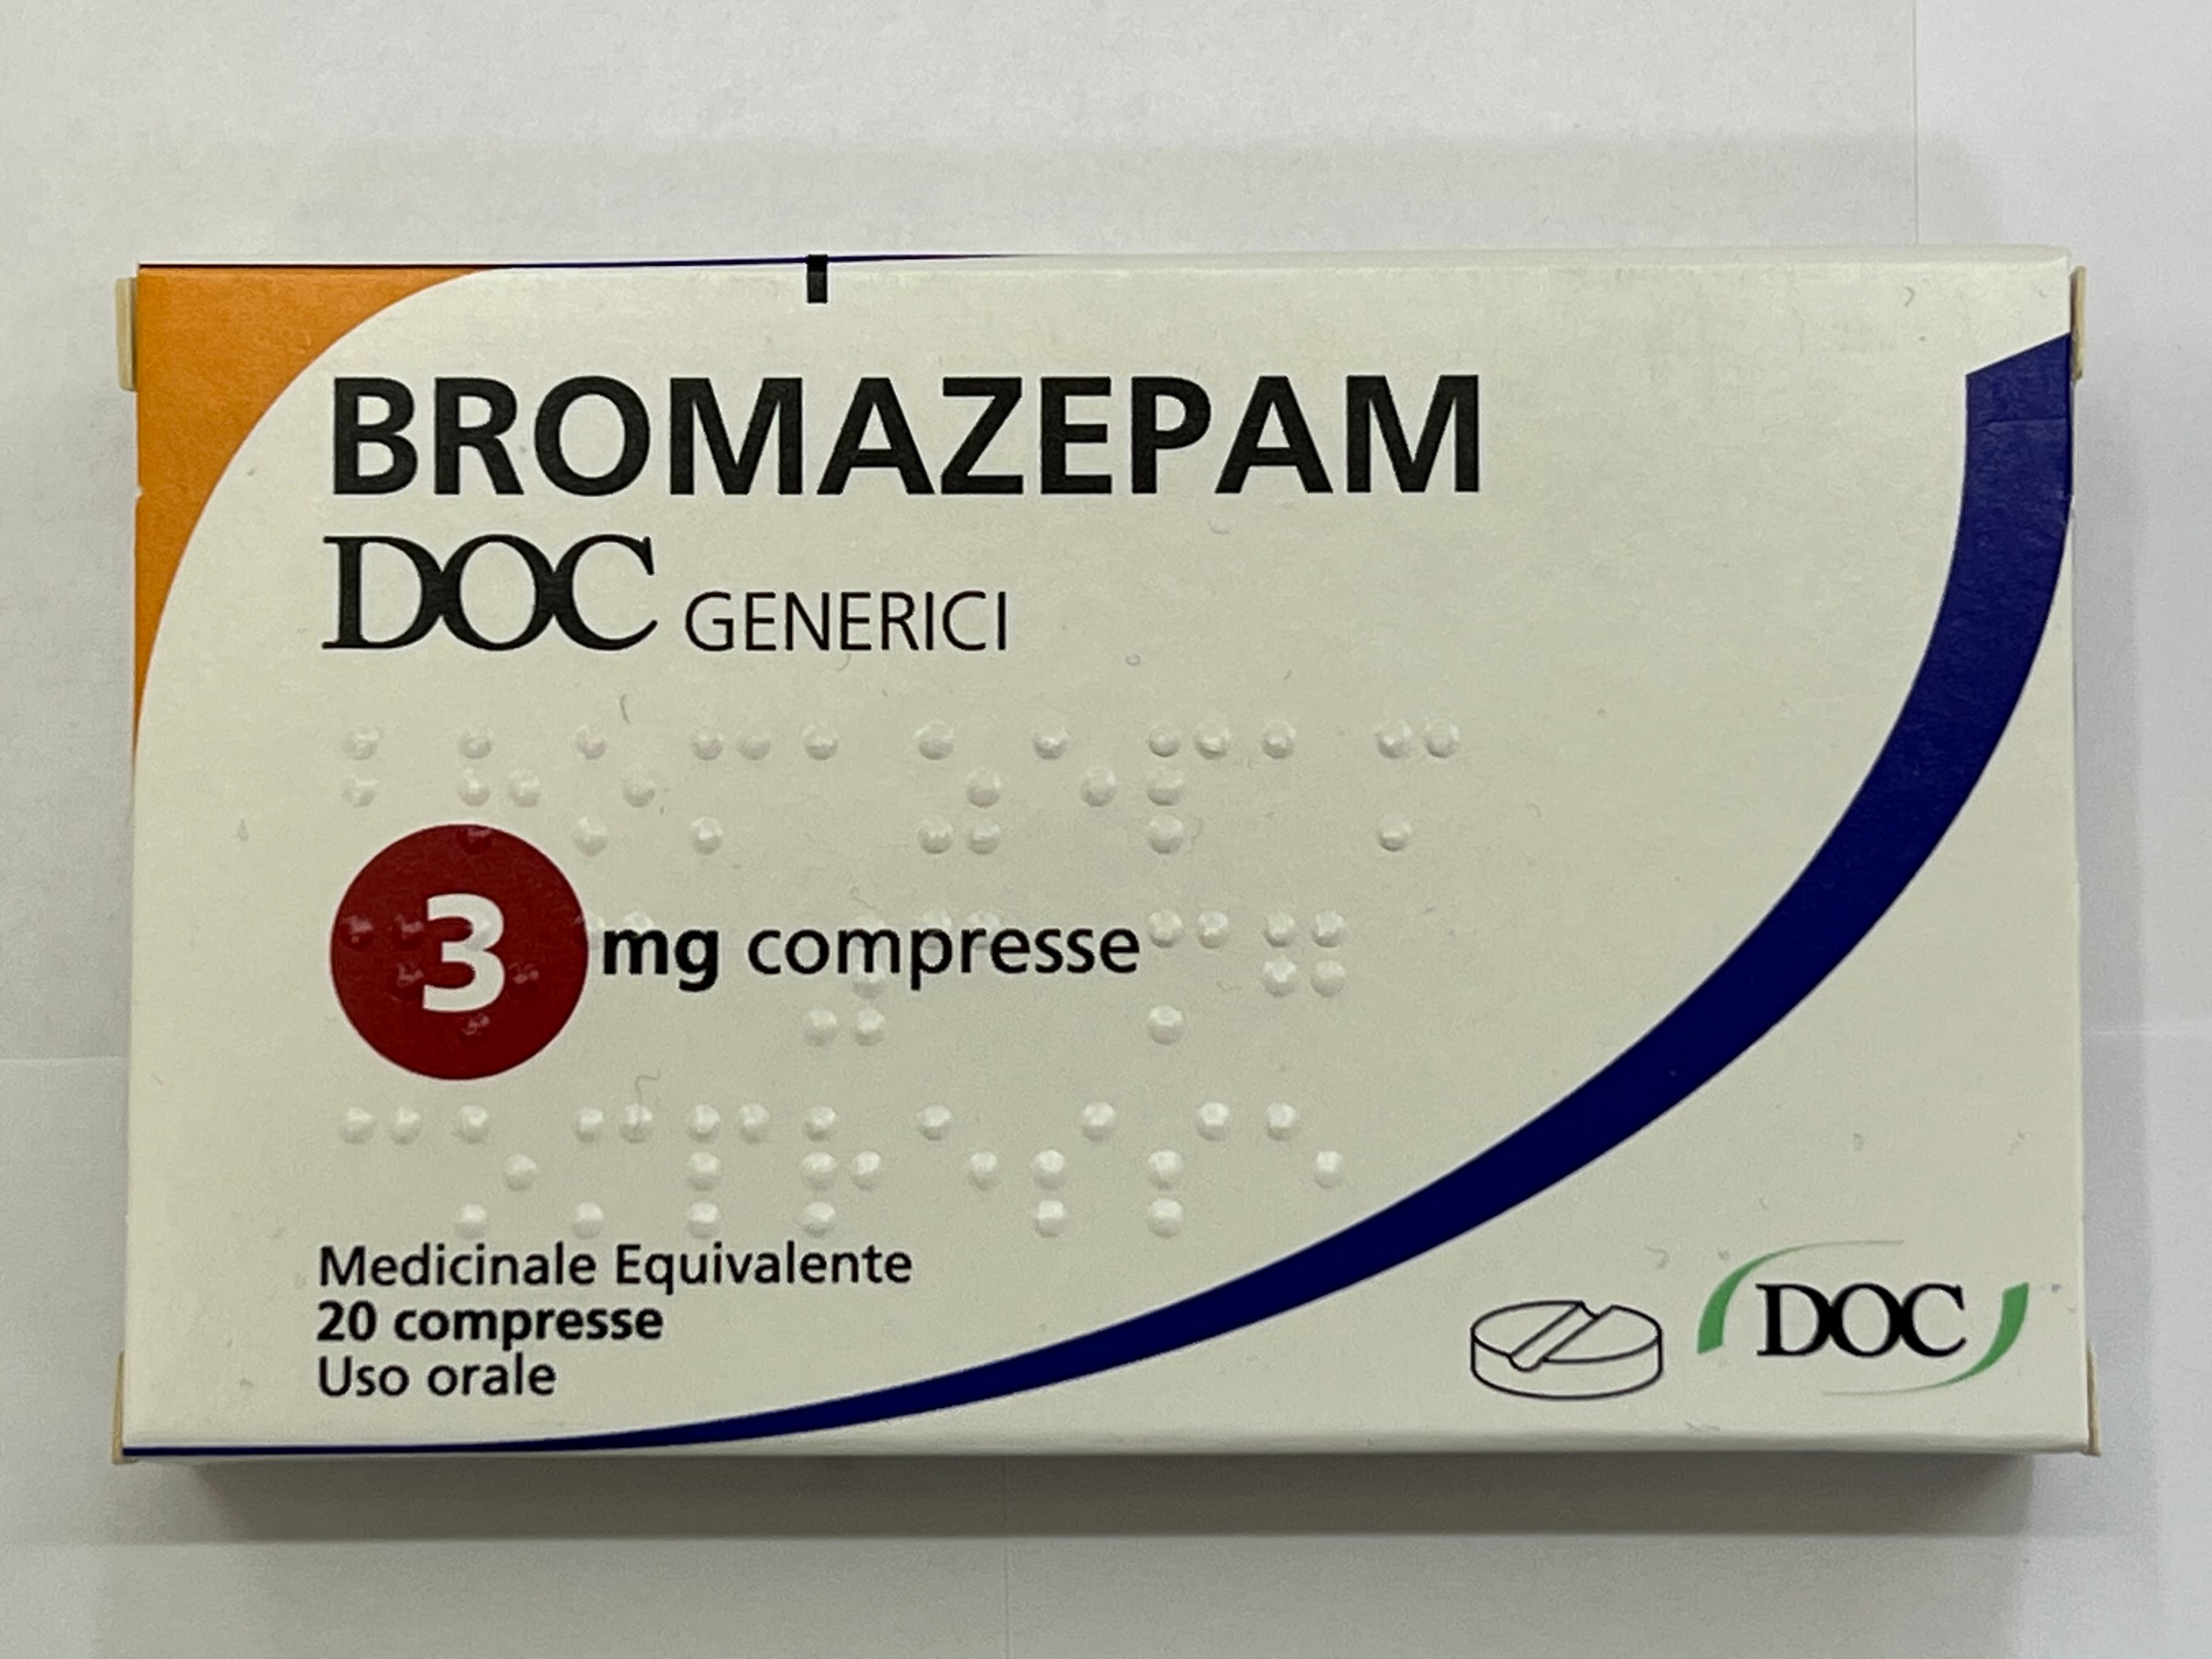 BROMAZEPAM
DOC GENERICI
⠃⠗⠕⠍⠁⠵⠑⠏⠁⠍
3 mg compresse
⠙⠕⠉⠀⠼⠉⠀⠍⠛
⠉⠕⠍⠏⠗⠑⠎⠎⠑
Medicinale Equivalente
20 compresse
Uso orale
DOC